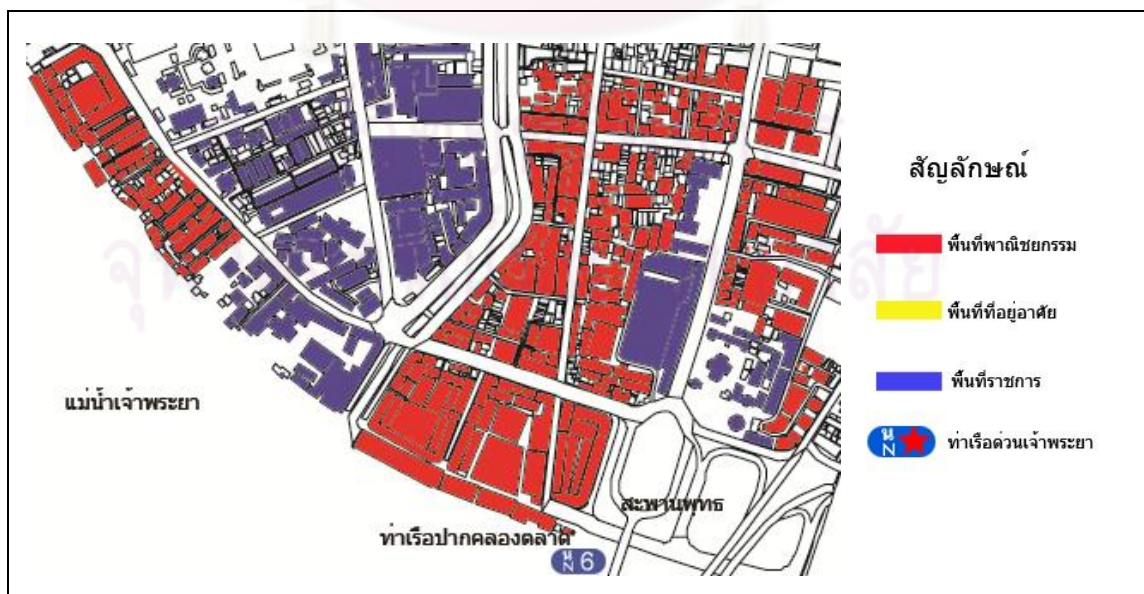 สัญลักษณ์
พื้นที่พาณิชยกรรม
พื้นที่ที่อยู่อาศัย
พื้นที่ราชการ
น
N
ท่าเรือด่วนเจ้าพระยา
แม่น้ำเจ้าพระยา
สะพานพุทธ
ท่าเรือปากคลองตลาด
น
N 6